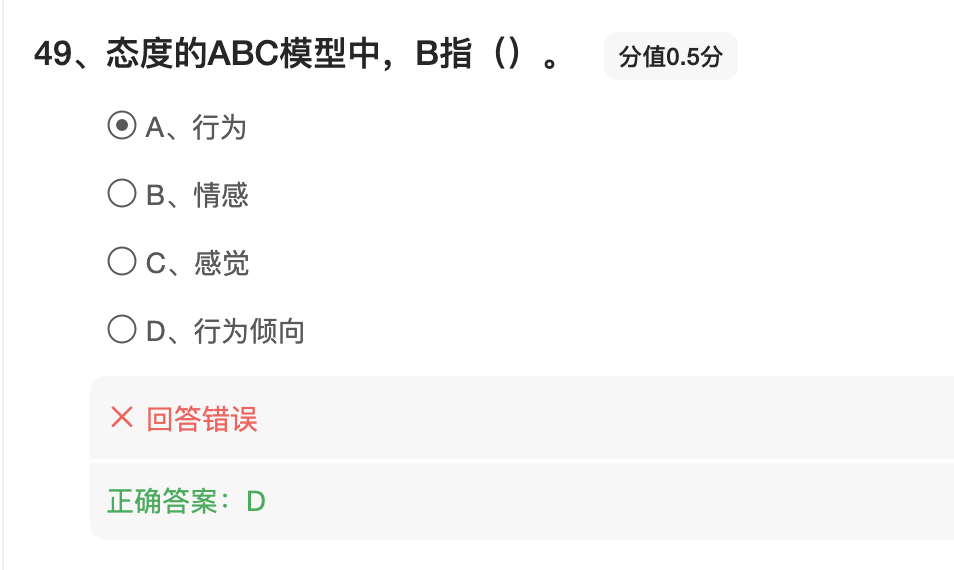 49、态度的ABC模型中，B指（）。 分值0.5分
A、行为
B、情感
C、感觉
D、行为倾向
回答错误
正确答案：D